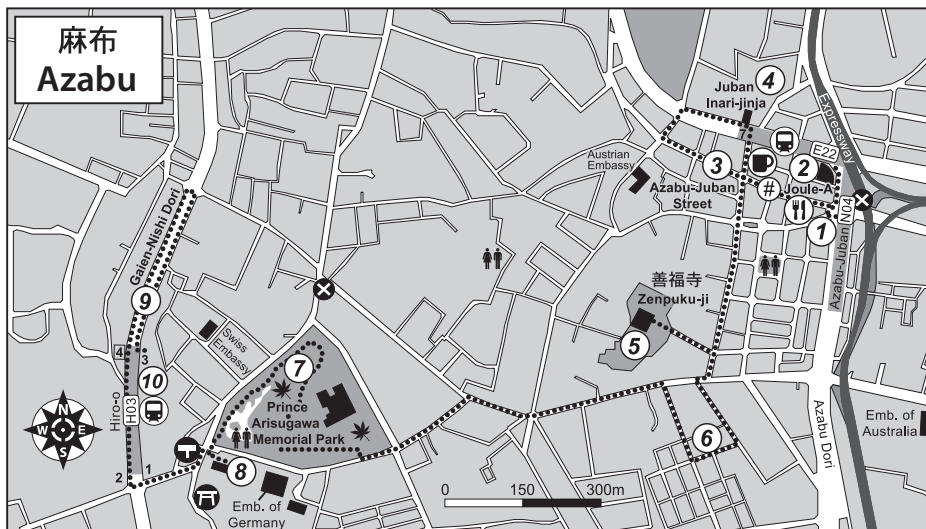 麻布
Azabu
4
Juban
Inari-jinja
7
Expressway
E22
2
Joule-A
3
#
Austrian
Embassy
Azabu-Juban
Street
N04
1
Azabu-Juban
Gaien-Nishi Dori
善福寺
Zenpuku-ji
5
9
Swiss
Embassy
4
3
10
7
Prince
Arisugawa
Memorial Park
Hiro-o
H03
N
W
E
S
6
Azabu Dori
Emb. of
Australia
2
1
8
Emb. of
Germany
0 150 300m